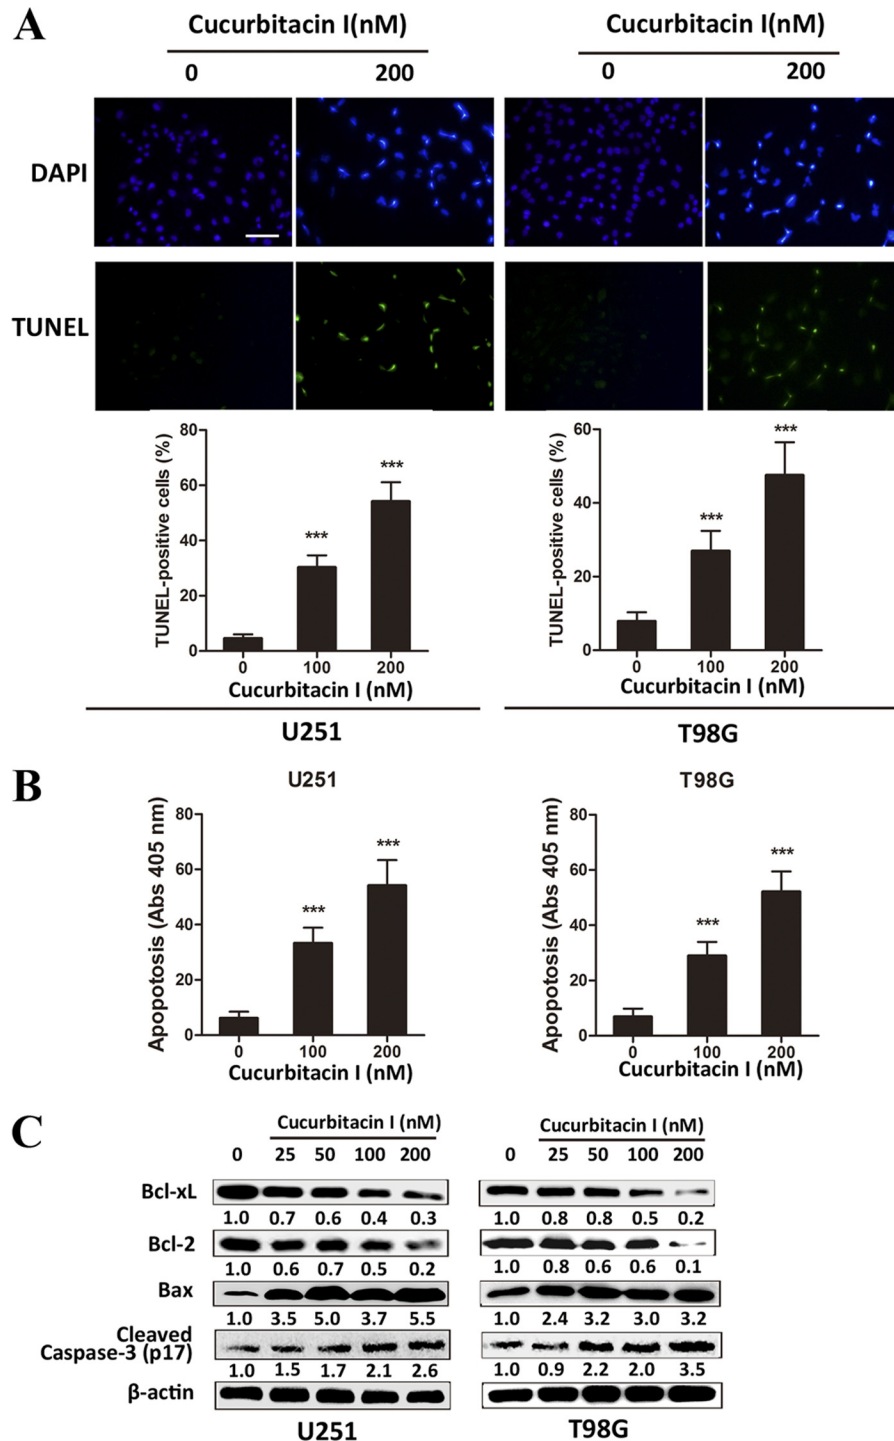 A
Cucurbitacin I(nM)
Cucurbitacin I(nM)
0 200
0 200
DAPI
TUNEL
TUNEL-positive cells (%)
80
60
40
20
0
***
***
0 100 200
Cucurbitacin I (nM)
U251
TUNEL-positive cells (%)
60
40
20
0
***
***
0 100 200
Cucurbitacin I (nM)
T98G
B
U251
Apopotosis (Abs 405 nm)
80
60
40
20
0
***
***
0 100 200
Cucurbitacin I (nM)
T98G
Apopotosis (Abs 405 nm)
80
60
40
20
0
***
***
0 100 200
Cucurbitacin I (nM)
C
Cucurbitacin I (nM)
Cucurbitacin I (nM)
0 25 50 100 200
0 25 50 100 200
Bcl-xL
1.0 0.7 0.6 0.4 0.3
1.0 0.8 0.8 0.5 0.2
Bcl-2
1.0 0.6 0.7 0.5 0.2
1.0 0.8 0.6 0.6 0.1
Bax
1.0 3.5 5.0 3.7 5.5
1.0 2.4 3.2 3.0 3.2
Cleaved
Caspase-3 (p17)
1.0 1.5 1.7 2.1 2.6
1.0 0.9 2.2 2.0 3.5
β-actin
U251
T98G